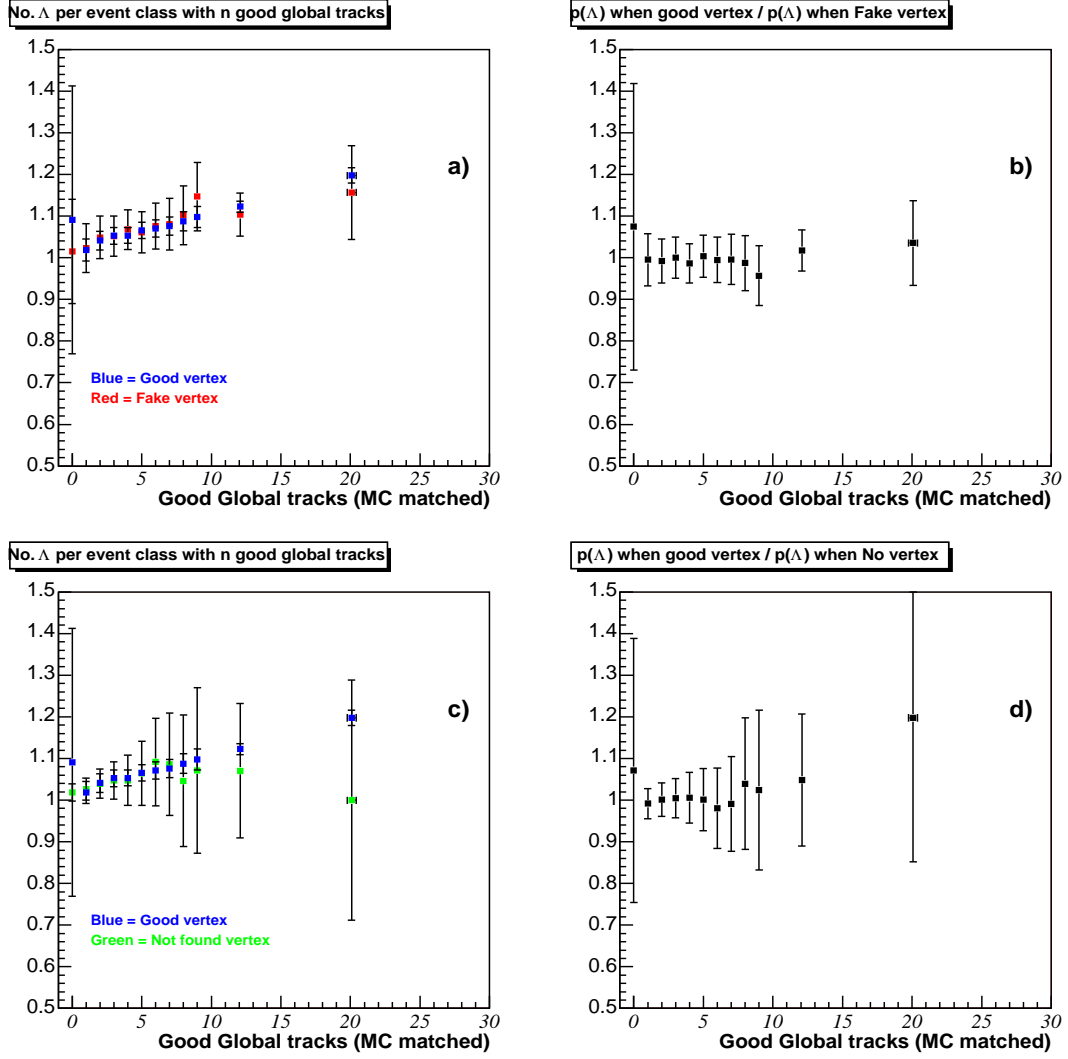 No. Λ per event class with n good global tracks
1.5
1.4
1.3
1.2
1.1
1
0.9
0.8
0.7
0.6
0.5
a)
Blue = Good vertex
Red = Fake vertex
0 5 10 15 20 25 30
Good Global tracks (MC matched)
p(Λ) when good vertex / p(Λ) when Fake vertex
1.5
1.4
1.3
1.2
1.1
1
0.9
0.8
0.7
0.6
0.5
b)
0 5 10 15 20 25 30
Good Global tracks (MC matched)
No. Λ per event class with n good global tracks
1.5
1.4
1.3
1.2
1.1
1
0.9
0.8
0.7
0.6
0.5
c)
Blue = Good vertex
Green = Not found vertex
0 5 10 15 20 25 30
Good Global tracks (MC matched)
p(Λ) when good vertex / p(Λ) when No vertex
1.5
1.4
1.3
1.2
1.1
1
0.9
0.8
0.7
0.6
0.5
d)
0 5 10 15 20 25 30
Good Global tracks (MC matched)